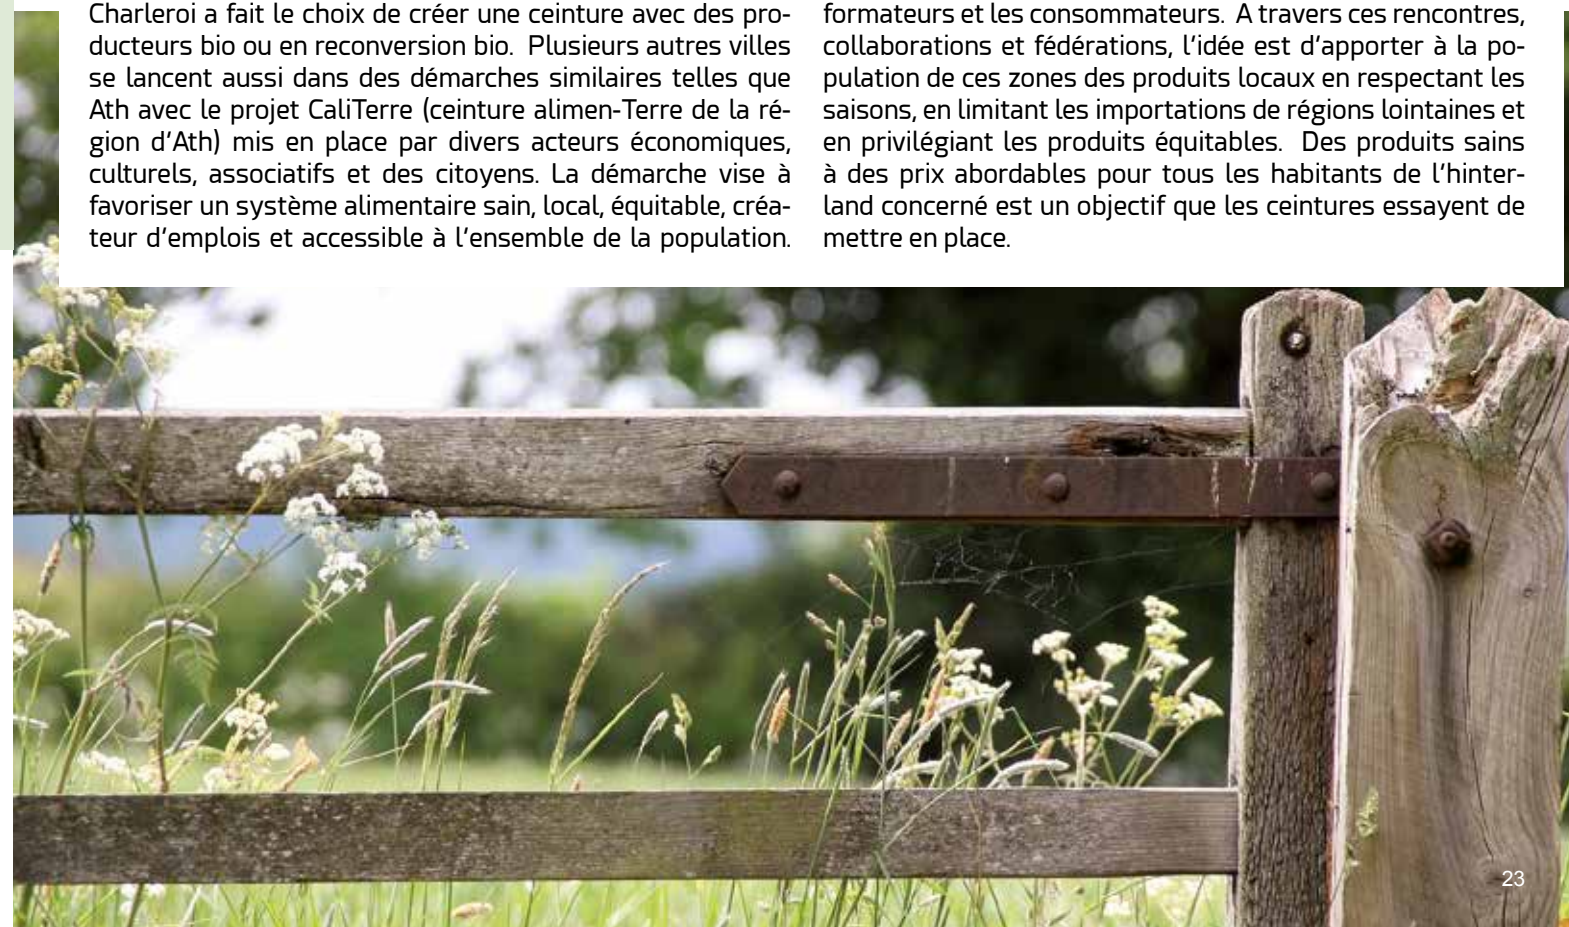 Charleroi a fait le choix de créer une ceinture avec des pro-
ducteurs bio ou en reconversion bio. Plusieurs autres villes
se lancent aussi dans des démarches similaires telles que
Ath avec le projet CaliTerre (ceinture alimen-Terre de la ré-
gion d’Ath) mis en place par divers acteurs économiques,
culturels, associatifs et des citoyens. La démarche vise à
favoriser un système alimentaire sain, local, équitable, créa-
teur d’emplois et accessible à l’ensemble de la population.
formateurs et les consommateurs. A travers ces rencontres,
collaborations et fédérations, l’idée est d’apporter à la po-
pulation de ces zones des produits locaux en respectant les
saisons, en limitant les importations de régions lointaines et
en privilégiant les produits équitables. Des produits sains
à des prix abordables pour tous les habitants de l’hinter-
land concerné est un objectif que les ceintures essayent de
mettre en place.
23